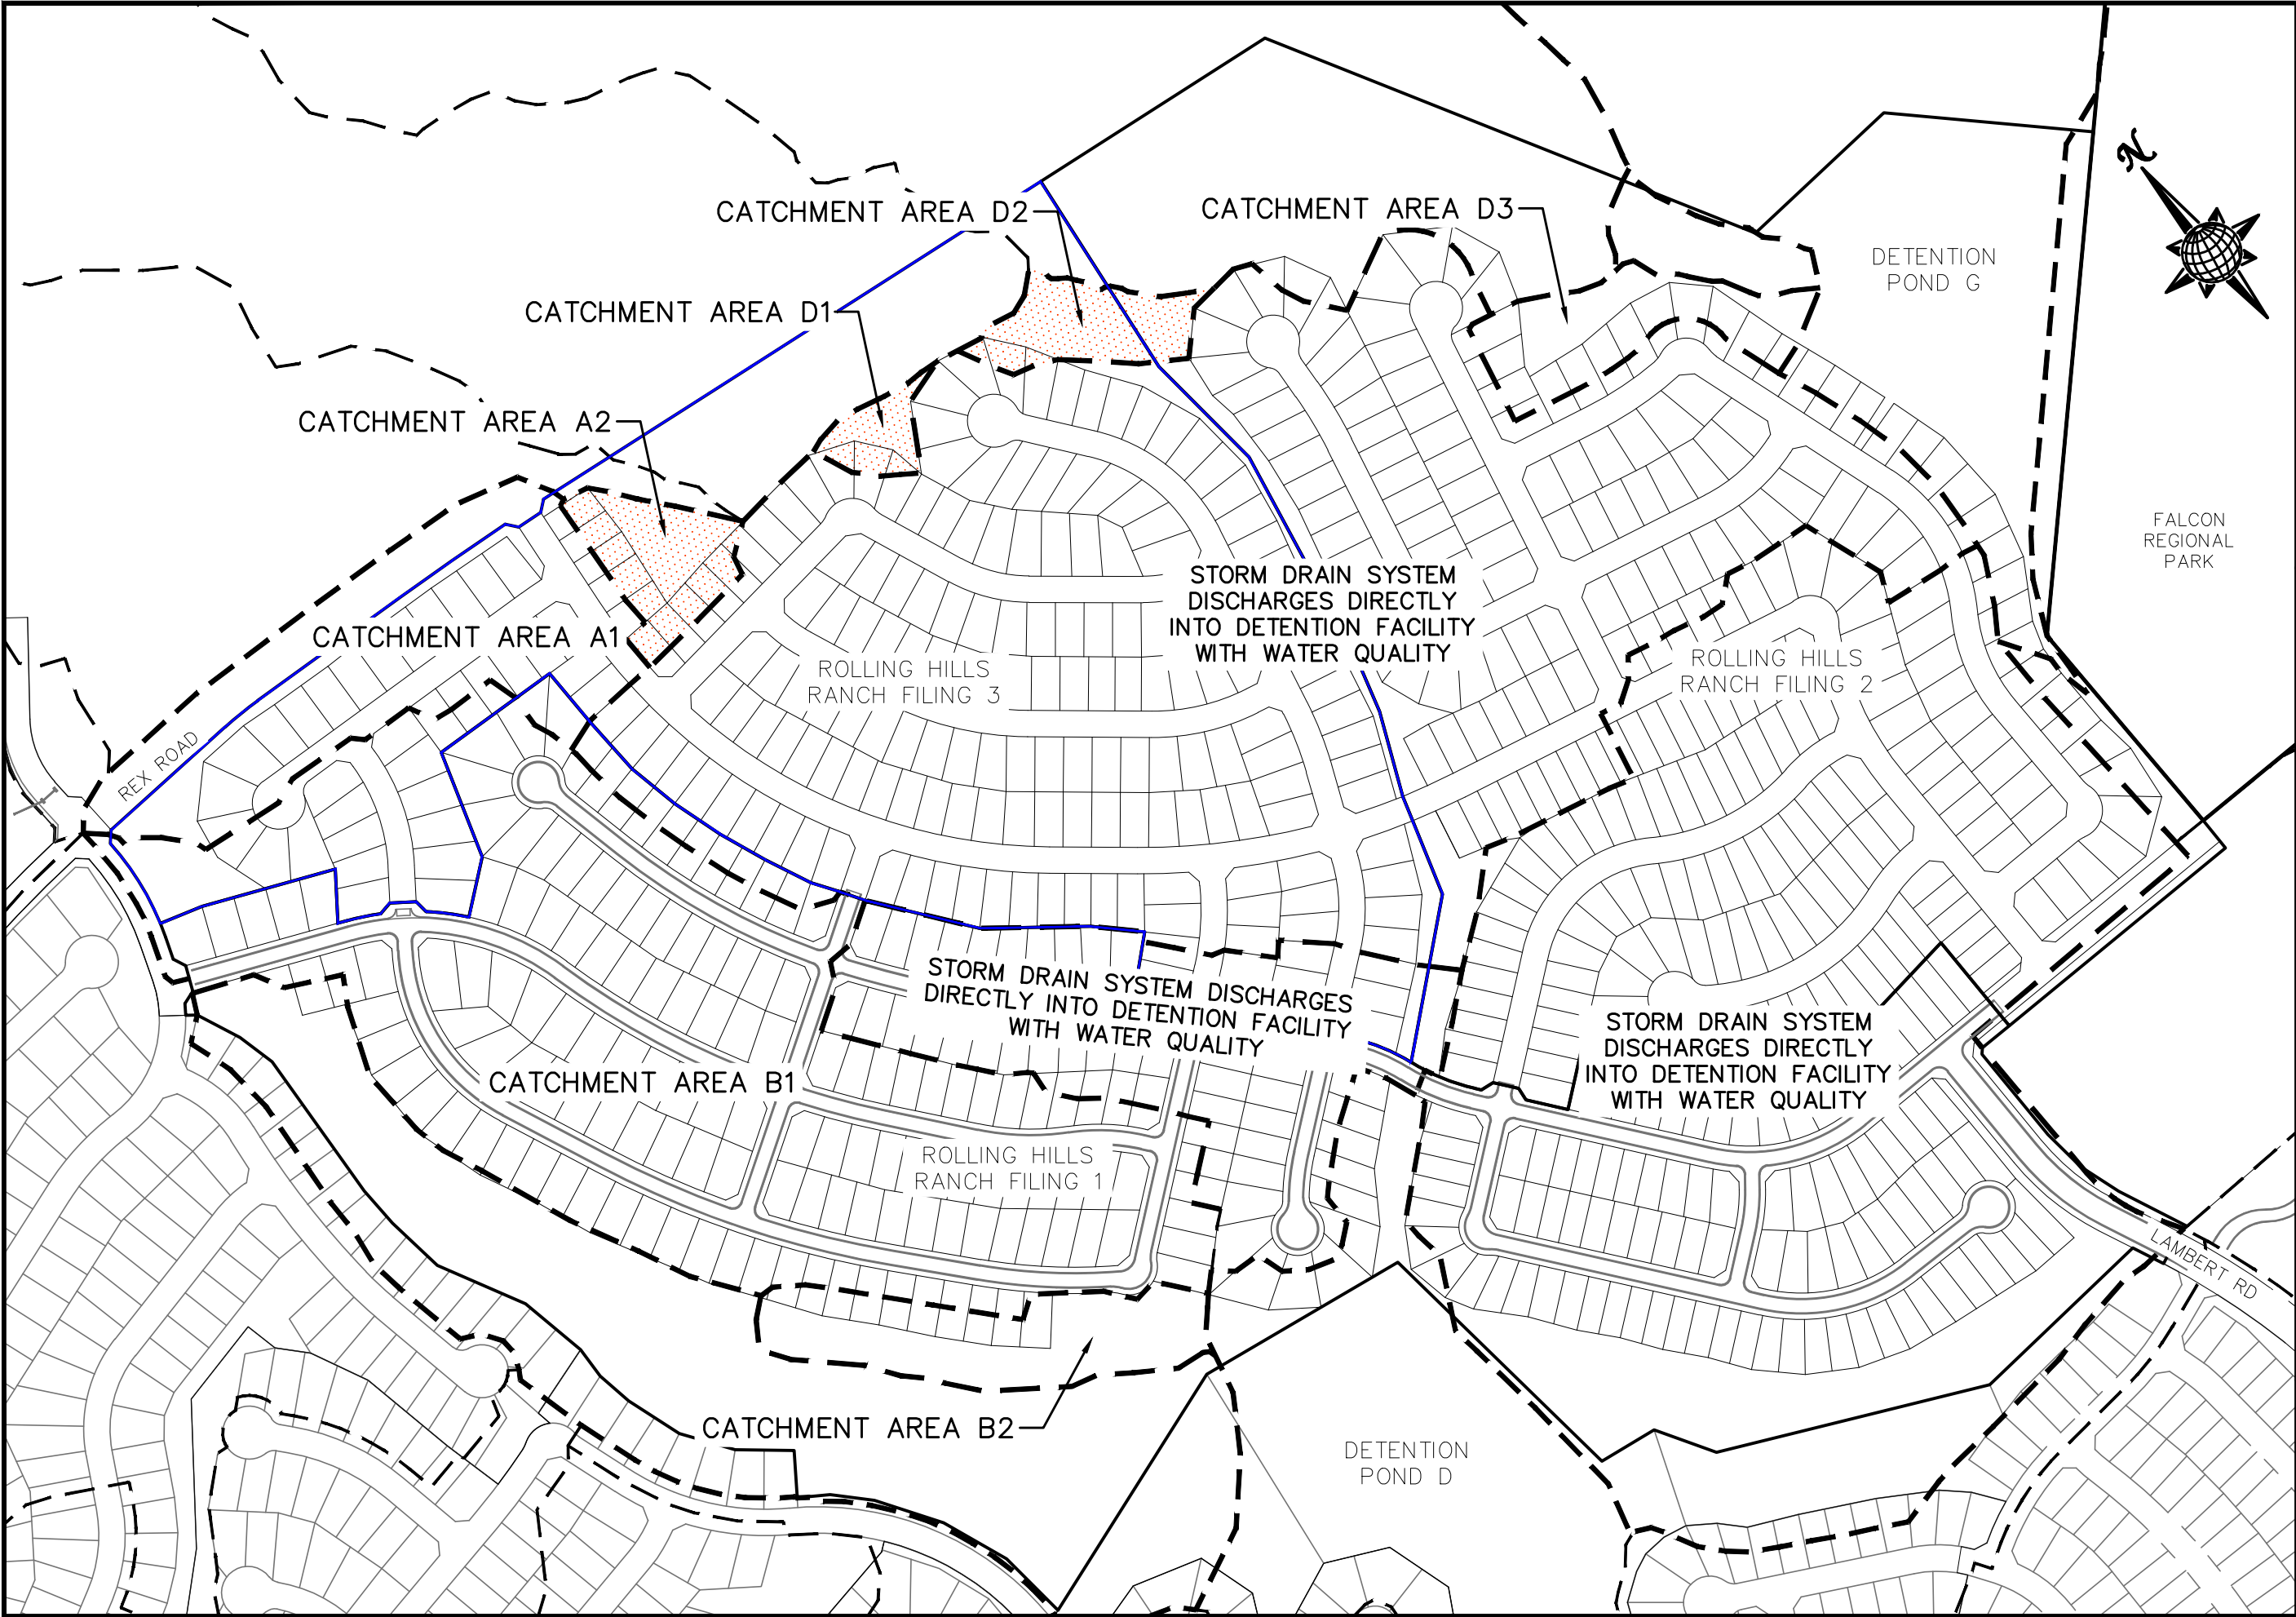 CATCHMENT AREA D2
CATCHMENT AREA D3
N
DETENTION
POND G
CATCHMENT AREA D1
CATCHMENT AREA A2
FALCON
REGIONAL
PARK
STORM DRAIN SYSTEM
DISCHARGES DIRECTLY
INTO DETENTION FACILITY
WITH WATER QUALITY
CATCHMENT AREA A1
ROLLING HILLS
RANCH FILING 3
ROLLING HILLS
RANCH FILING 2
REX ROAD
STORM DRAIN SYSTEM DISCHARGES
DIRECTLY INTO DETENTION FACILITY
WITH WATER QUALITY
STORM DRAIN SYSTEM
DISCHARGES DIRECTLY
INTO DETENTION FACILITY
WITH WATER QUALITY
CATCHMENT AREA B1
ROLLING HILLS
RANCH FILING 1
LAMBERT RD
CATCHMENT AREA B2
DETENTION
POND D